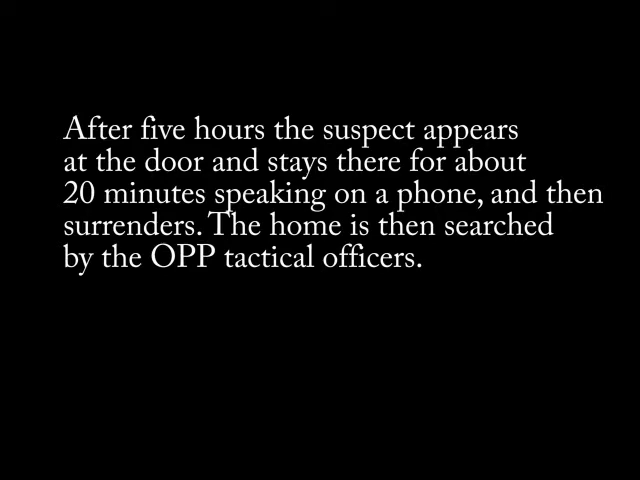 After five hours the suspect appears
at the door and stays there for about
20 minutes speaking on a phone, and then
surrenders. The home is then searched
by the OPP tactical officers.